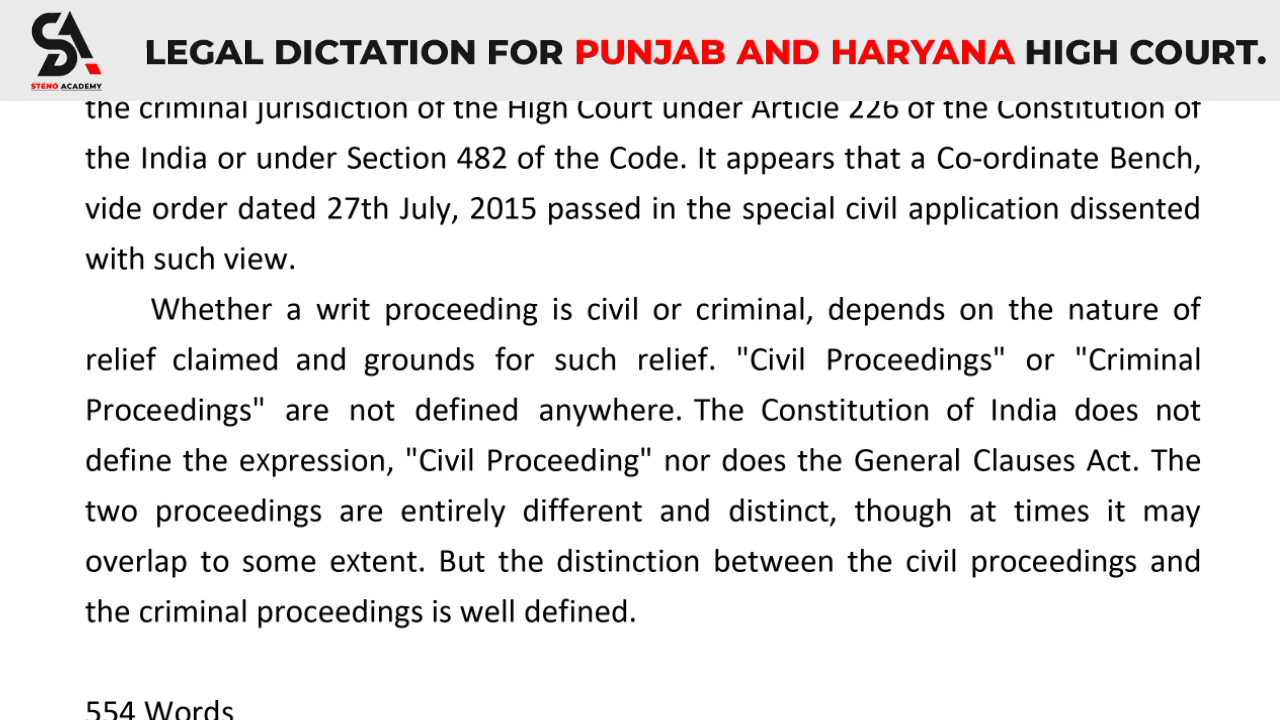 SA
STENO ACADEMY
LEGAL DICTATION FOR PUNJAB AND HARYANA HIGH COURT.
the criminal jurisdiction of the High Court under Article 226 of the Constitution of
the India or under Section 482 of the Code. It appears that a Co-ordinate Bench,
vide order dated 27th July, 2015 passed in the special civil application dissented
with such view.
Whether a writ proceeding is civil or criminal, depends on the nature of
relief claimed and grounds for such relief. "Civil Proceedings" or "Criminal
Proceedings" are not defined anywhere. The Constitution of India does not
define the expression, "Civil Proceeding" nor does the General Clauses Act. The
two proceedings are entirely different and distinct, though at times it may
overlap to some extent. But the distinction between the civil proceedings and
the criminal proceedings is well defined.
554 Words